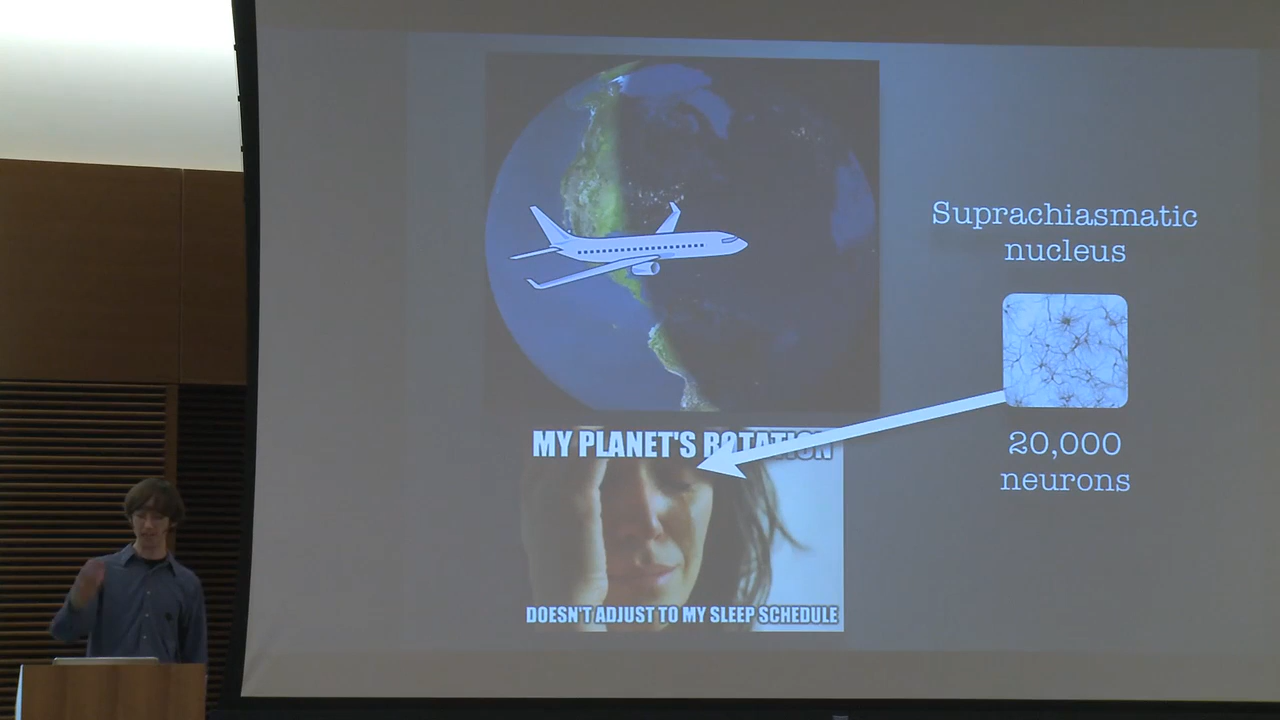 Suprachiasmatic
nucleus
20,000
neurons
MY PLANET'S ROTATION
DOESN'T ADJUST TO MY SLEEP SCHEDULE